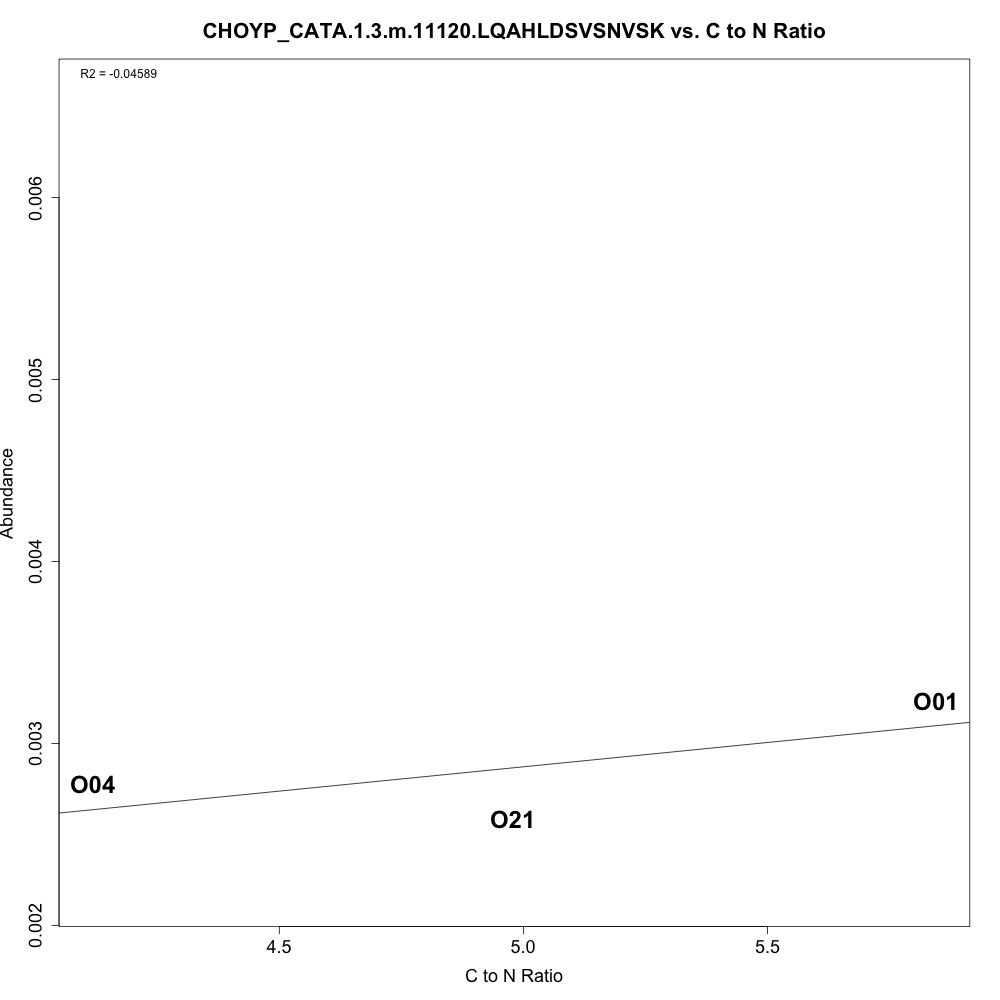 CHOYP_CATA.1.3.m.11120.LQAHLDSVSNVSK vs. C to N Ratio
R2 = -0.04589
0.006
0.005
Abundance
0.004
O01
0.003
O04
O21
0.002
4.5 5.0 5.5
C to N Ratio